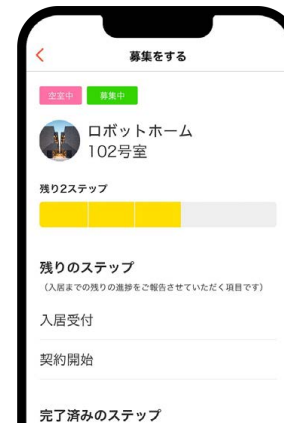 募集をする
空室中 募集中
ロボットホーム
102号室
残り2ステップ
残りのステップ
(入居までの残りの進捗をご報告させていただく項目です)
入居受付
契約開始
完了済みのステップ